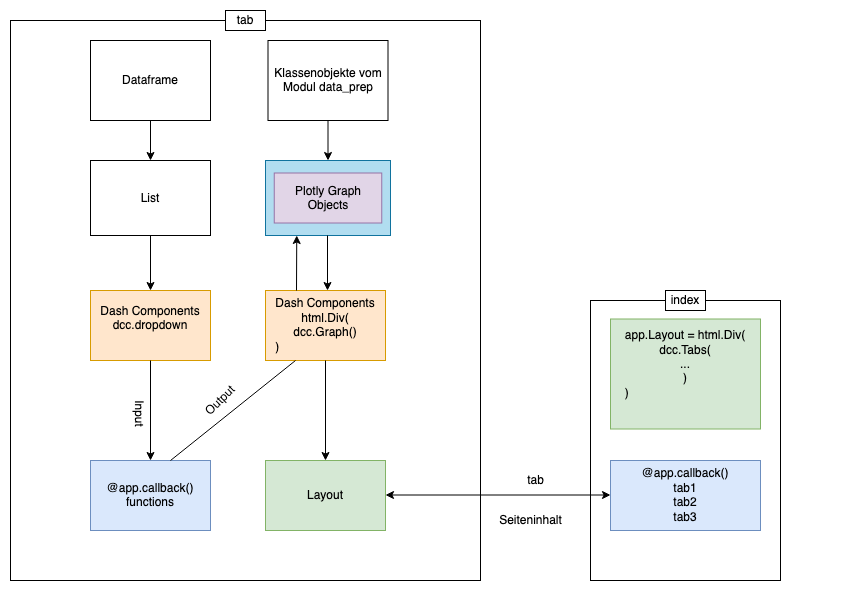 tab
Dataframe
Klassenobjekte vom
Modul data_prep
List
Plotly Graph
Objects
Dash Components
dcc.dropdown
Dash Components
html.Div(
dcc.Graph()
)
Input
Output
@app.callback()
functions
Layout
tab
Seiteninhalt
index
app.Layout = html.Div(
dcc.Tabs(
...
)
)
@app.callback()
tab1
tab2
tab3